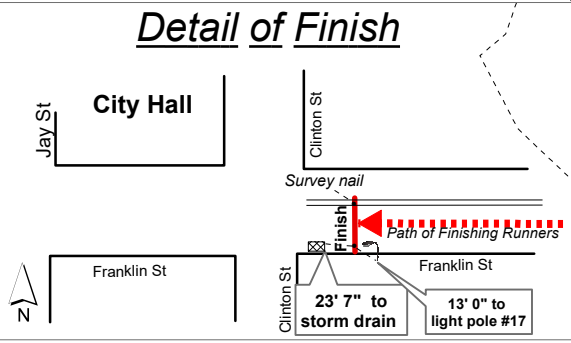 Detail of Finish
City Hall
Jay St
Clinton St
Survey nail
Finish
Path of Finishing Runners
Franklin St
Franklin St
Clinton St
23' 7" to
storm drain
13' 0" to
light pole #17
N